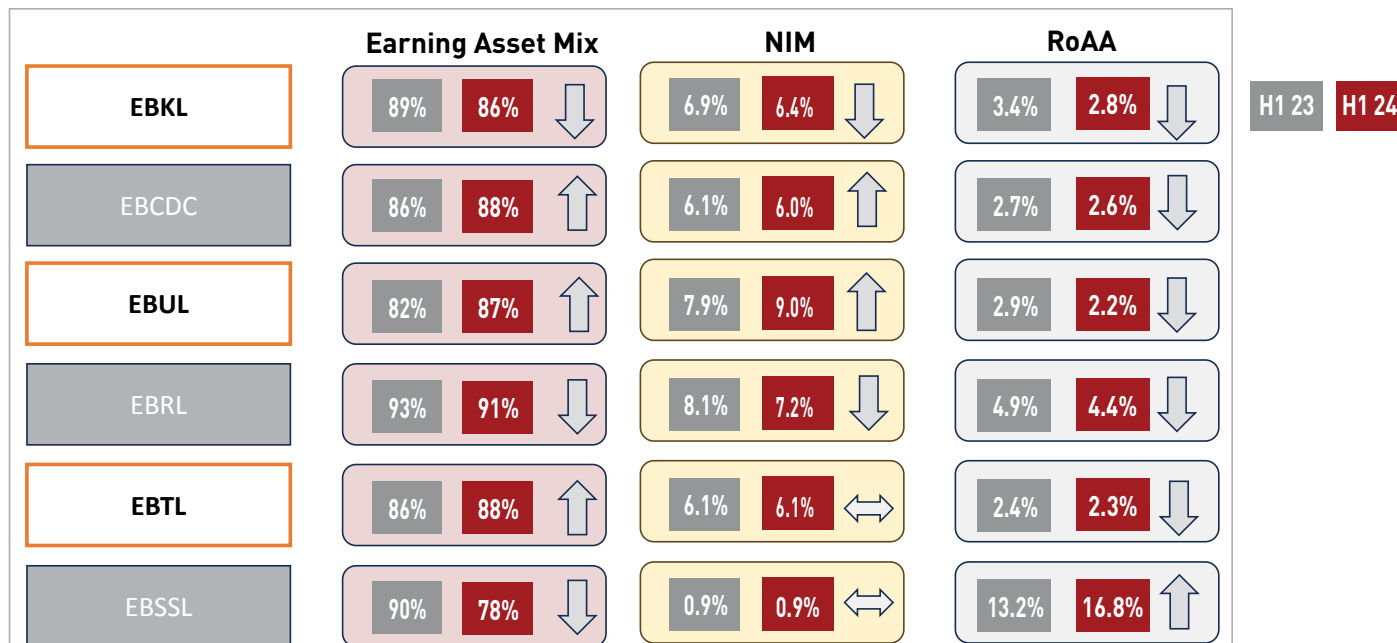 Earning Asset Mix NIM RoAA
EBKL 89% 86% 6.9% 6.4% 3.4% 2.8% H1 23 H1 24
EBCDC 86% 88% 6.1% 6.0% 2.7% 2.6%
EBUL 82% 87% 7.9% 9.0% 2.9% 2.2%
EBRL 93% 91% 8.1% 7.2% 4.9% 4.4%
EBTL 86% 88% 6.1% 6.1% 2.4% 2.3%
EBSSL 90% 78% 0.9% 0.9% 13.2% 16.8%